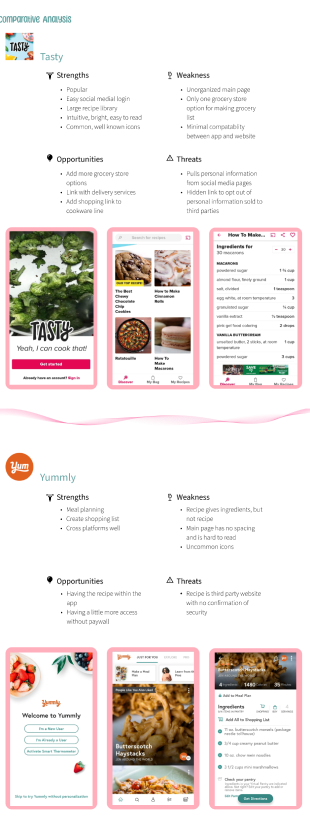 Comparative Analysis
TASTY
Tasty
Strengths
• Popular
• Easy social medial login
• Large recipe library
• Intuitive, bright, easy to read
• Common, well known icons
Weakness
• Unorganized main page
• Only one grocery store
option for making grocery
list
• Minimal compatability
between app and website
Opportunities
• Add more grocery store
options
• Link with delivery services
• Add shopping link to
cookware line
Threats
• Pulls personal information
from social media pages
• Hidden link to opt out of
personal information sold to
third parties
TASTY
Yeah, I can cook that!
Get started
Already have an account? Sign in
Search for recipes
The Best
Chewy
Chocolate
Chip
Cookies
How to Make
Cinnamon
Rolls
Ratatouille
How To
Make
Macarons
Discover
My Bag
My Recipes
How To Make...
Ingredients for
30 macarons
- 30 +
MACARONS
powdered sugar 1 ¾ cup
almond flour, finely ground 1 cup
salt, divided 1 teaspoon
egg white, at room temperature 3
granulated sugar ¼ cup
vanilla extract ½ teaspoon
pink gel food coloring 2 drops
VANILLA BUTTERCREAM
unsalted butter, 2 sticks, at room 1 cup
temperature
powdered sugar 3 cups
Discover
My Bag
My Recipes
Yum
Yummly
Strengths
• Meal planning
• Create shopping list
• Cross platforms well
Weakness
• Recipe gives ingredients, but
not recipe
• Main page has no spacing
and is hard to read
• Uncommon icons
Opportunities
• Having the recipe within the
app
• Having a little more access
without paywall
Threats
• Recipe is third party website
with no confirmation of
security
Yummly
Welcome to Yummly
I'm a New User
I'm Already a User
Activate Smart Thermometer
Skip to try Yummly without personalization
JUST FOR YOU
Make a Meal Plan
People Like You Also Liked
Butterscotch
Haystacks
Butterscotch Haystacks
Add to Meal Plan
Ingredients
Add All to Shopping List
11 oz. butterscotch morsels (package
3/4 cup creamy peanut butter
10 oz. chow mein noodles
3 1/2 cups mini marshmallows
Check your pantry
Get Directions